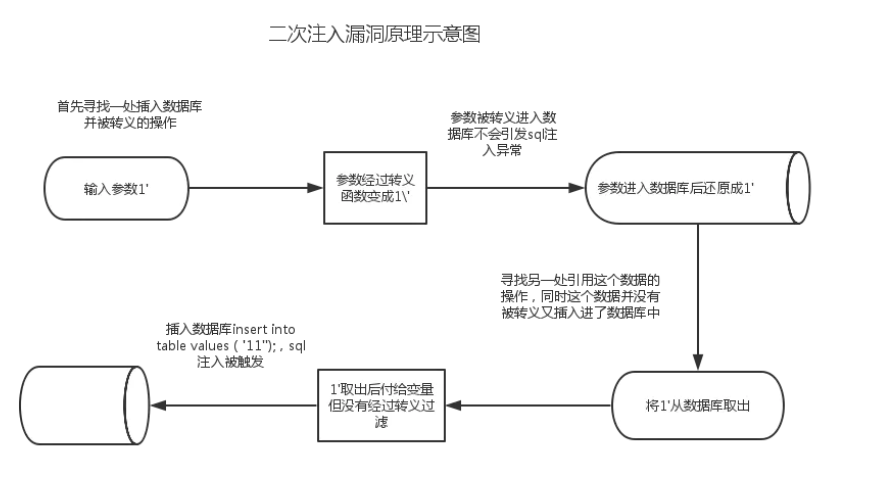 二次注入漏洞原理示意图
首先寻找一处插入数据库
并被转义的操作
参数被转义进入数
据库不会引发sql注
入异常
输入参数1'
参数经过转义
函数变成1\'
参数进入数据库后还原成1'
寻找另一处引用这个数据的
操作，同时这个数据并没有
被转义又插入进了数据库中
插入数据库insert into
table values ( '11'');，sql
注入被触发
1'取出后付给变量
但没有经过转义过
滤
将1'从数据库取出